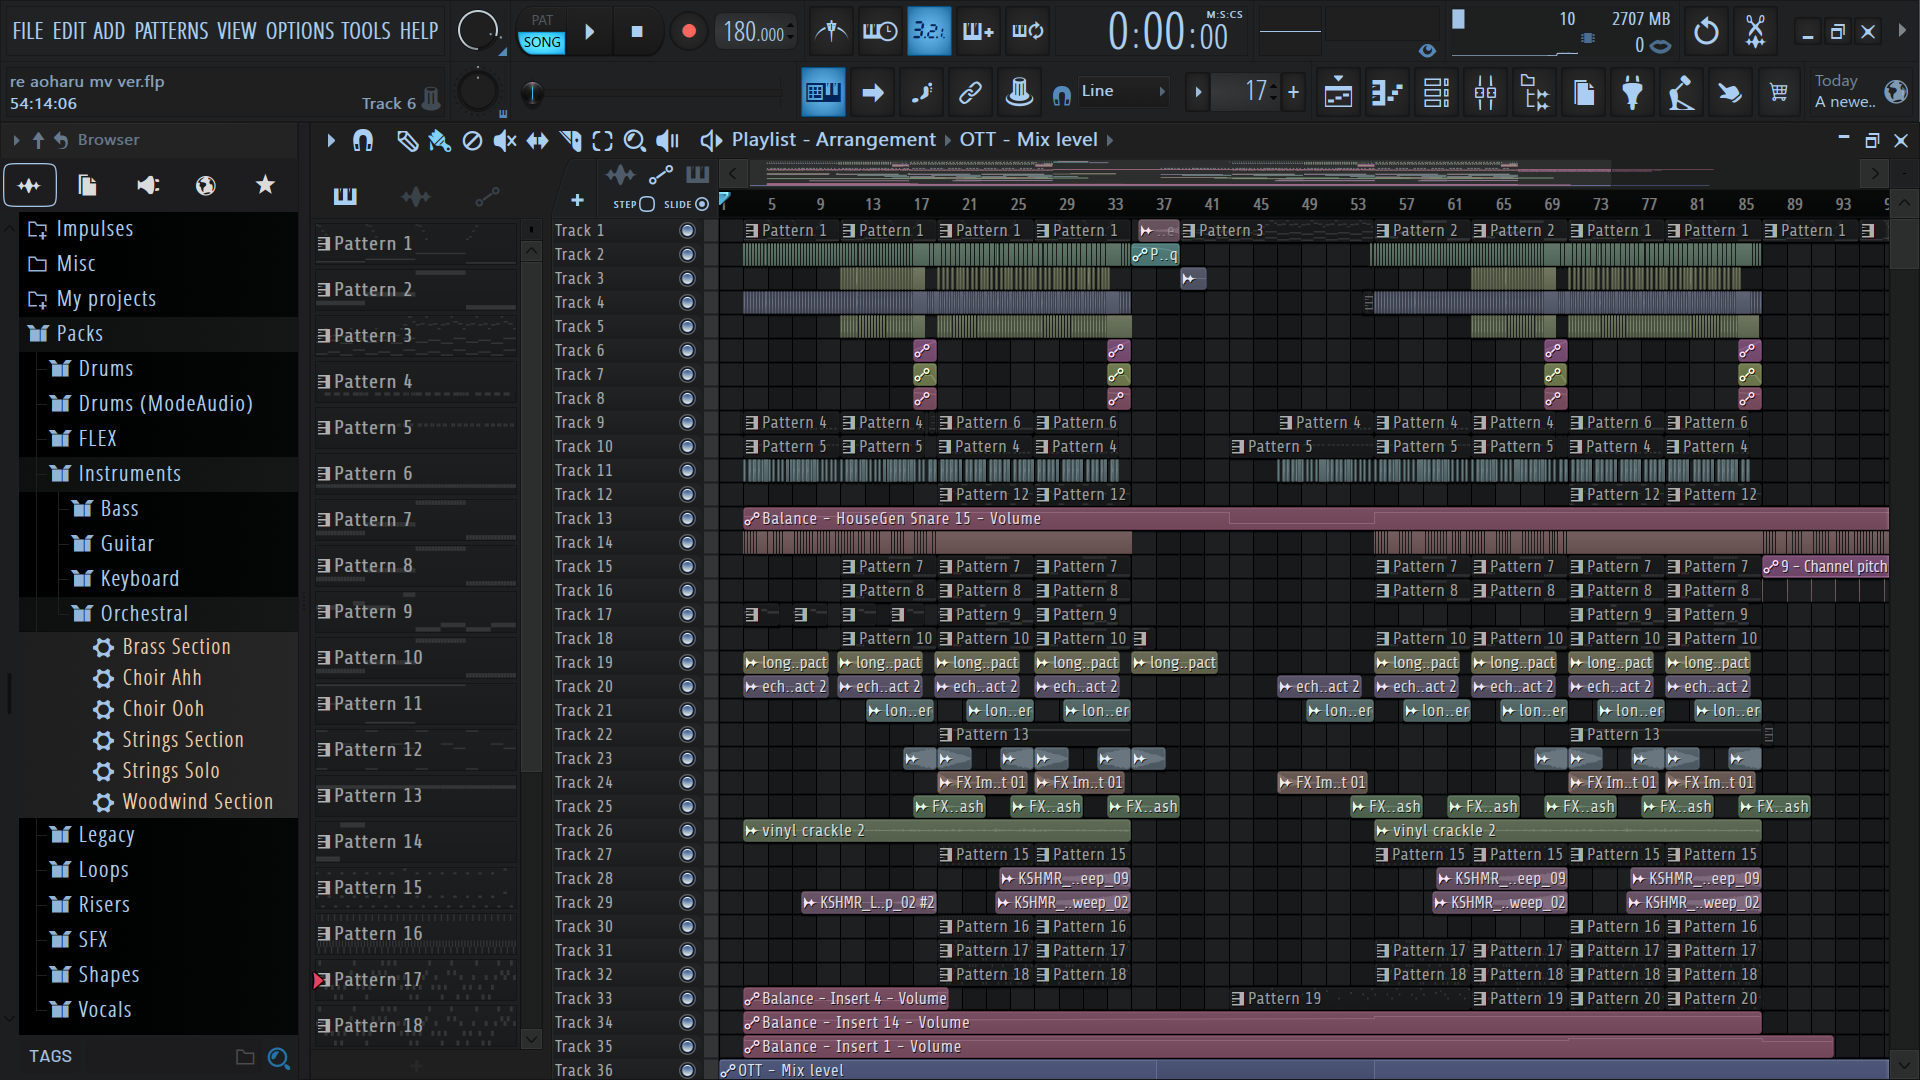 FILE EDIT ADD PATTERNS VIEW OPTIONS TOOLS HELP
PAT
SONG
180.000
3.2.
0:00:00
M:S:CS
10
2707 MB
0
re aoharu mv ver.flp
54:14:06
Track 6
Line
17
Today
A newe..
Browser
Playlist - Arrangement
OTT - Mix level
Impulses
Misc
My projects
Packs
Drums
Drums (ModeAudio)
FLEX
Instruments
Bass
Guitar
Keyboard
Orchestral
Brass Section
Choir Ahh
Choir Ooh
Strings Section
Strings Solo
Woodwind Section
Legacy
Loops
Risers
SFX
Shapes
Vocals
TAGS
Pattern 1
Pattern 2
Pattern 3
Pattern 4
Pattern 5
Pattern 6
Pattern 7
Pattern 8
Pattern 9
Pattern 10
Pattern 11
Pattern 12
Pattern 13
Pattern 14
Pattern 15
Pattern 16
Pattern 17
Pattern 18
STEP SLIDE
5 9 13 17 21 25 29 33 37 41 45 49 53 57 61 65 69 73 77 81 85 89 93
Track 1 Pattern 1 Pattern 1 Pattern 1 Pattern 1 ..e Pattern 3 Pattern 2 Pattern 2 Pattern 1 Pattern 1 Pattern 1
Track 2 P..q
Track 3
Track 4
Track 5
Track 6
Track 7
Track 8
Track 9 Pattern 4 Pattern 4 Pattern 6 Pattern 6 Pattern 4 Pattern 4 Pattern 4 Pattern 6 Pattern 6
Track 10 Pattern 5 Pattern 5 Pattern 4 Pattern 4 Pattern 5 Pattern 5 Pattern 5 Pattern 4 Pattern 4
Track 11
Track 12 Pattern 12 Pattern 12 Pattern 12 Pattern 12
Track 13 Balance - HouseGen Snare 15 - Volume
Track 14
Track 15 Pattern 7 Pattern 7 Pattern 7 Pattern 7 Pattern 7 Pattern 7 Pattern 7 9 - Channel pitch
Track 16 Pattern 8 Pattern 8 Pattern 8 Pattern 8 Pattern 8 Pattern 8 Pattern 8
Track 17 Pattern 9 Pattern 9 Pattern 9 Pattern 9
Track 18 Pattern 10 Pattern 10 Pattern 10 Pattern 10 Pattern 10 Pattern 10 Pattern 10
Track 19 long..pact long..pact long..pact long..pact long..pact long..pact long..pact long..pact long..pact
Track 20 ech..act 2 ech..act 2 ech..act 2 ech..act 2 ech..act 2 ech..act 2 ech..act 2 ech..act 2 ech..act 2
Track 21 lon..er lon..er lon..er lon..er lon..er lon..er lon..er lon..er
Track 22 Pattern 13 Pattern 13
Track 23
Track 24 FX Im..t 01 FX Im..t 01 FX Im..t 01 FX Im..t 01 FX Im..t 01
Track 25 FX..ash FX..ash FX..ash FX..ash FX..ash FX..ash FX..ash FX..ash
Track 26 vinyl crackle 2 vinyl crackle 2
Track 27 Pattern 15 Pattern 15 Pattern 15 Pattern 15 Pattern 15 Pattern 15
Track 28 KSHMR_..eep_09 KSHMR_..eep_09 KSHMR_..eep_09
Track 29 KSHMR_L..p_02 #2 KSHMR_..weep_02 KSHMR_..weep_02 KSHMR_..weep_02
Track 30 Pattern 16 Pattern 16 Pattern 16 Pattern 16
Track 31 Pattern 17 Pattern 17 Pattern 17 Pattern 17 Pattern 17 Pattern 17
Track 32 Pattern 18 Pattern 18 Pattern 18 Pattern 18 Pattern 18 Pattern 18
Track 33 Balance - Insert 4 - Volume Pattern 19 Pattern 19 Pattern 20 Pattern 20
Track 34 Balance - Insert 14 - Volume
Track 35 Balance - Insert 1 - Volume
Track 36 OTT - Mix level